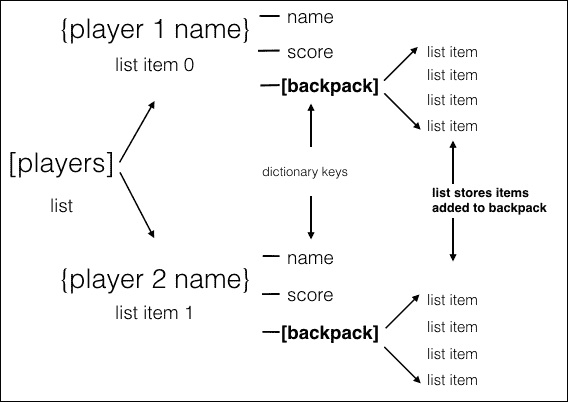 {player 1 name}
list item 0
name
score
[backpack]
list item
list item
list item
list item
[players]
list
dictionary keys
list stores items
added to backpack
{player 2 name}
list item 1
name
score
[backpack]
list item
list item
list item
list item